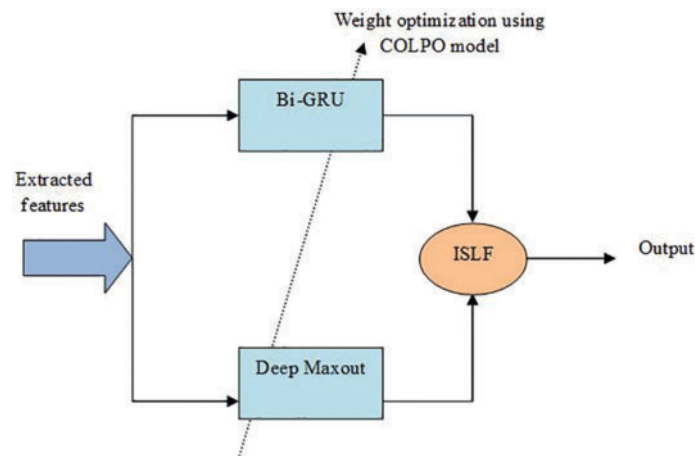 Weight optimization using
COLPO model
Bi-GRU
Extracted
features
ISLF
Output
Deep Maxout